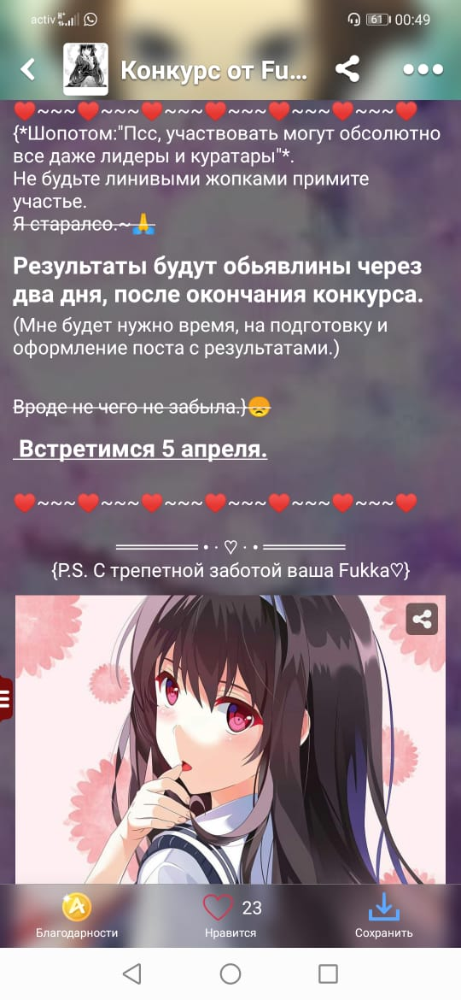 activ 61 00:49
Конкурс от Fu...
❤️~~~❤️~~~❤️~~~❤️~~~❤️~~~❤️~~~❤️
{*Шопотом:"Псс, участвовать могут обсолютно
все даже лидеры и куратары"*.
Не будьте линивыми жопками примите
участье.
Я старалсо.~🙏
Результаты будут обьявлины через
два дня, после окончания конкурса.
(Мне будет нужно время, на подготовку и
оформление поста с результатами.)
Вроде не чего не забыла.}😞
Встретимся 5 апреля.
❤️~~~❤️~~~❤️~~~❤️~~~❤️~~~❤️~~~❤️
════════ • · ♡ · • ════════
{P.S. С трепетной заботой ваша Fukka♡}
23
Благодарности Нравится Сохранить